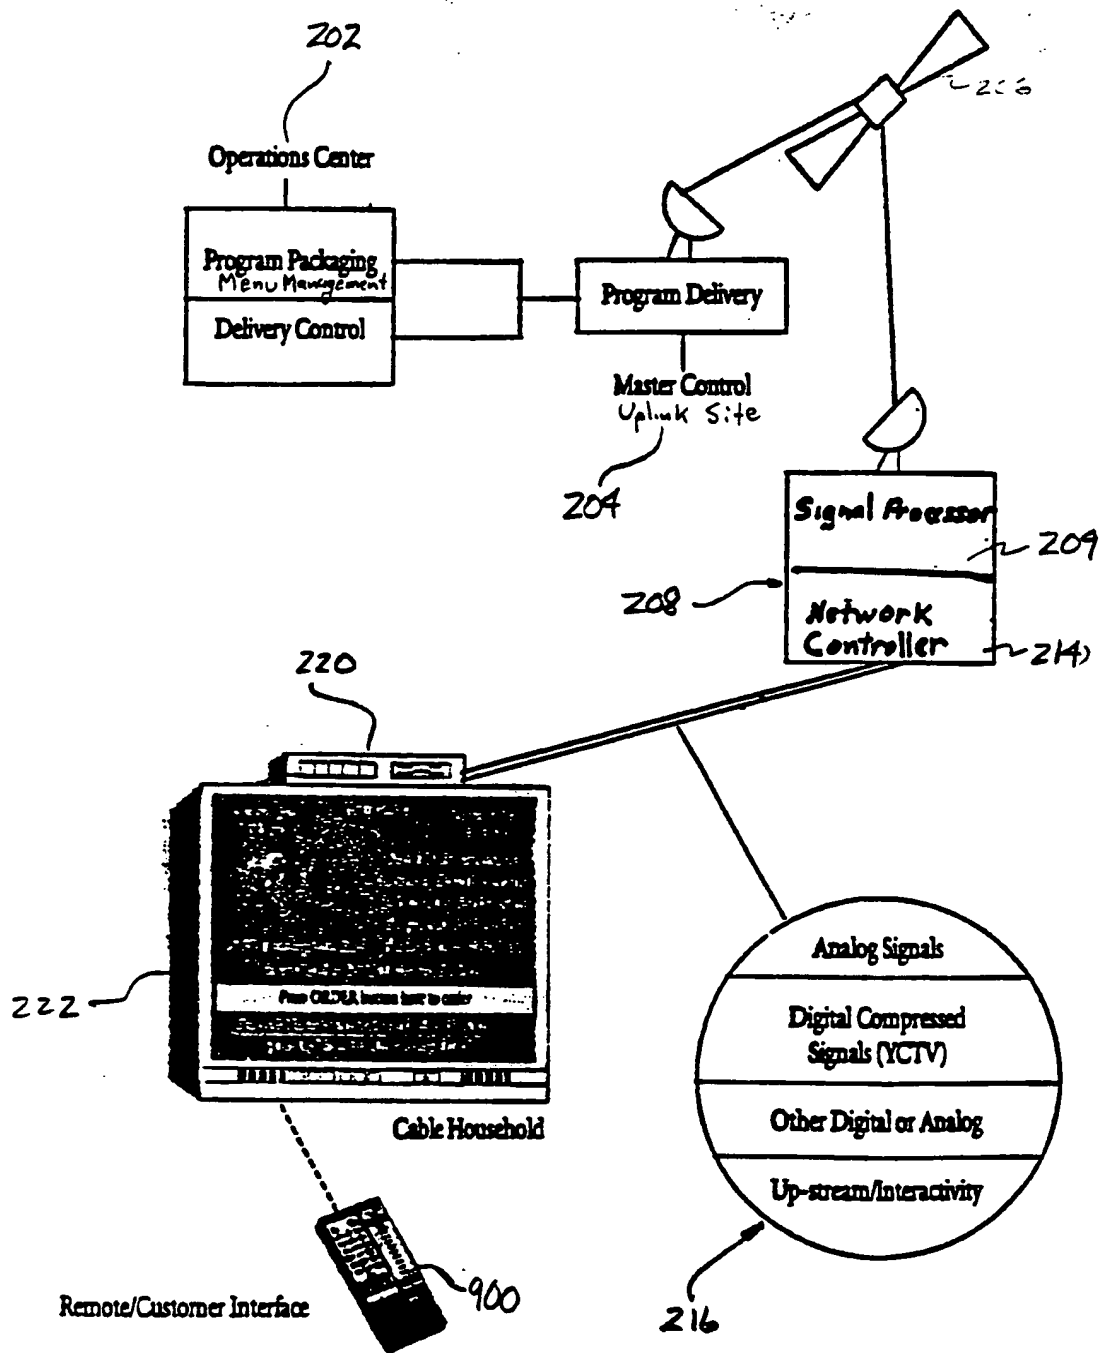 202
Operations Center
Program Packaging
Menu Management
Delivery Control
Program Delivery
Master Control
Uplink Site
204
Signal Processor
209
208
Network
Controller
214
220
Press ORDER button here to order
222
Cable Household
Analog Signals
Digital Compressed
Signals (YCTV)
Other Digital or Analog
Up-stream/Interactivity
216
900
Remote/Customer Interface